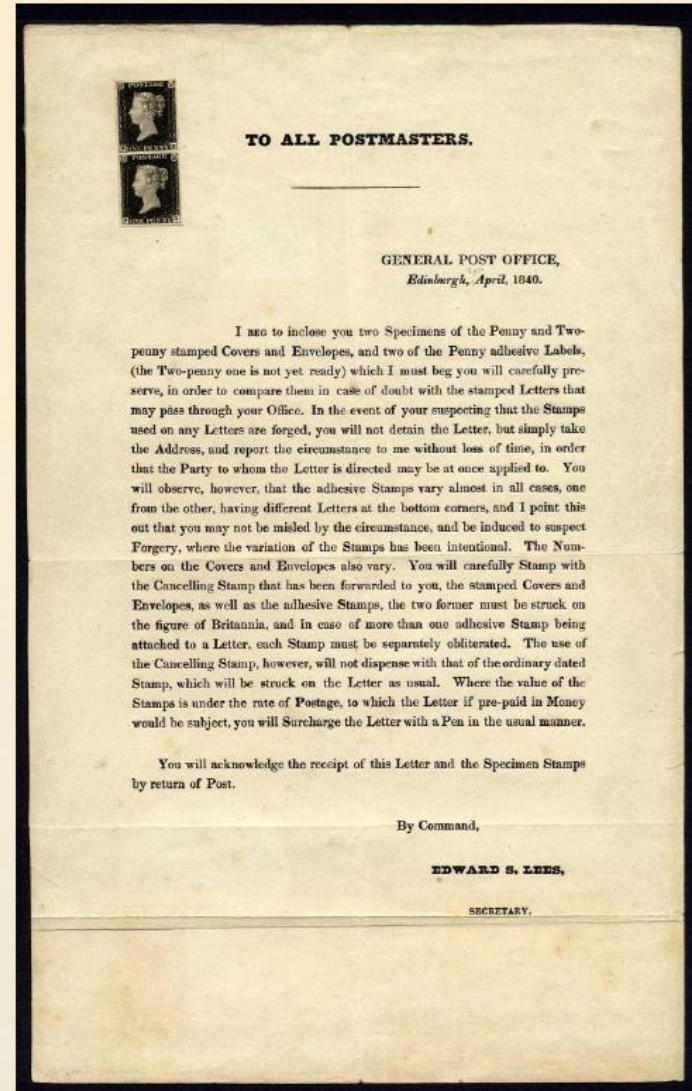 POSTAGE
ONE PENNY
POSTAGE
ONE PENNY
TO ALL POSTMASTERS.
GENERAL POST OFFICE,
Edinburgh, April, 1840.
I BEG to inclose you two Specimens of the Penny and Two-
penny stamped Covers and Envelopes, and two of the Penny adhesive Labels,
(the Two-penny one is not yet ready) which I must beg you will carefully pre-
serve, in order to compare them in case of doubt with the stamped Letters that
may pass through your Office. In the event of your suspecting that the Stamps
used on any Letters are forged, you will not detain the Letter, but simply take
the Address, and report the circumstance to me without loss of time, in order
that the Party to whom the Letter is directed may be at once applied to. You
will observe, however, that the adhesive Stamps vary almost in all cases, one
from the other, having different Letters at the bottom corners, and I point this
out that you may not be misled by the circumstance, and be induced to suspect
Forgery, where the variation of the Stamps has been intentional. The Num-
bers on the Covers and Envelopes also vary. You will carefully Stamp with
the Cancelling Stamp that has been forwarded to you, the stamped Covers and
Envelopes, as well as the adhesive Stamps, the two former must be struck on
the figure of Britannia, and in case of more than one adhesive Stamp being
attached to a Letter, each Stamp must be separately obliterated. The use of
the Cancelling Stamp, however, will not dispense with that of the ordinary dated
Stamp, which will be struck on the Letter as usual. Where the value of the
Stamps is under the rate of Postage, to which the Letter if pre-paid in Money
would be subject, you will Surcharge the Letter with a Pen in the usual manner.
You will acknowledge the receipt of this Letter and the Specimen Stamps
by return of Post.
By Command,
EDWARD S. LEES,
SECRETARY.